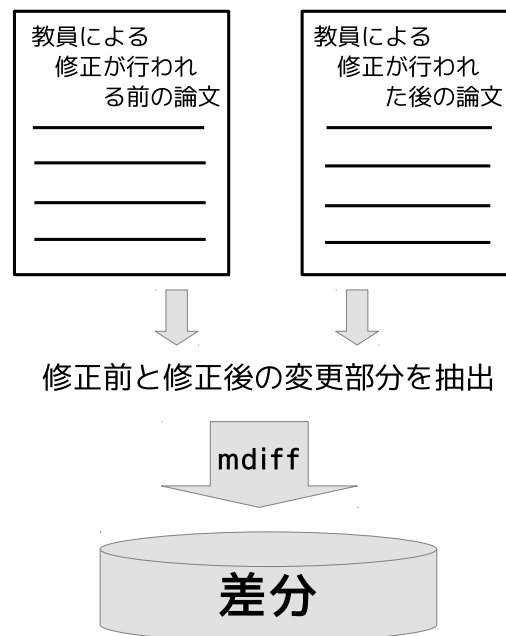 教員による
修正が行われ
る前の論文
教員による
修正が行われ
た後の論文
修正前と修正後の変更部分を抽出
mdiff
差分